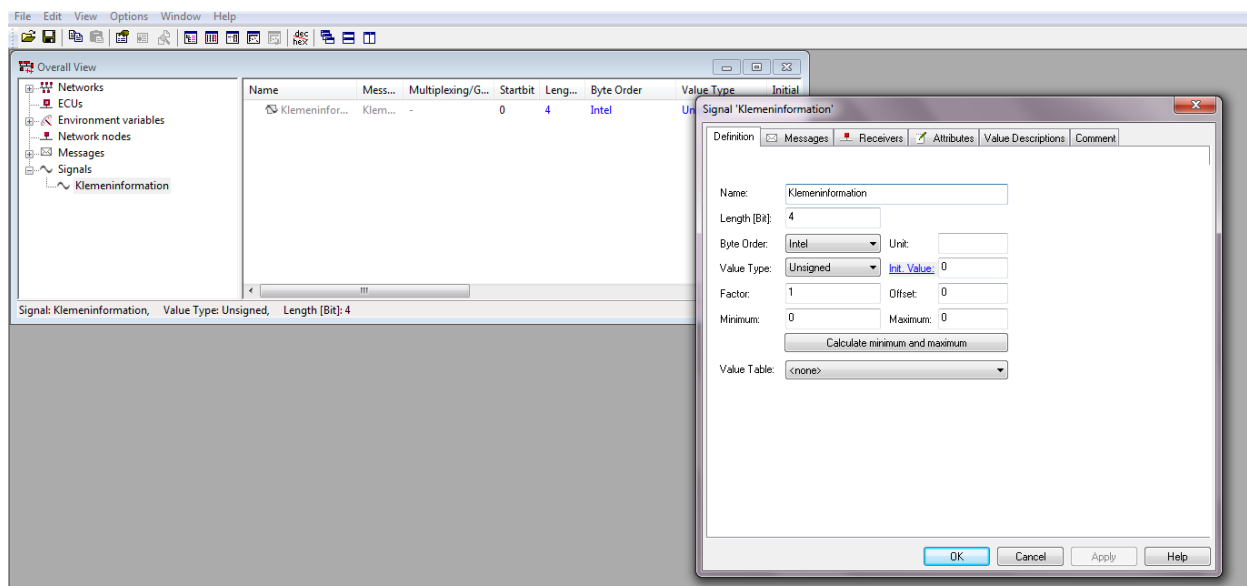 File Edit View Options Window Help
dec
hex
Overall View
Networks
ECUs
Environment variables
Network nodes
Messages
Signals
Klemeninformation
Name Mess... Multiplexing/G... Startbit Leng... Byte Order Value Type Initial
Klemeninfor... Klem... - 0 4 Intel Un
Signal: Klemeninformation, Value Type: Unsigned, Length [Bit]: 4
Signal 'Klemeninformation'
Definition Messages Receivers Attributes Value Descriptions Comment
Name: Klemeninformation
Length [Bit]: 4
Byte Order: Intel Unit:
Value Type: Unsigned Init. Value: 0
Factor: 1 Offset: 0
Minimum: 0 Maximum: 0
Calculate minimum and maximum
Value Table: <none>
OK Cancel Apply Help